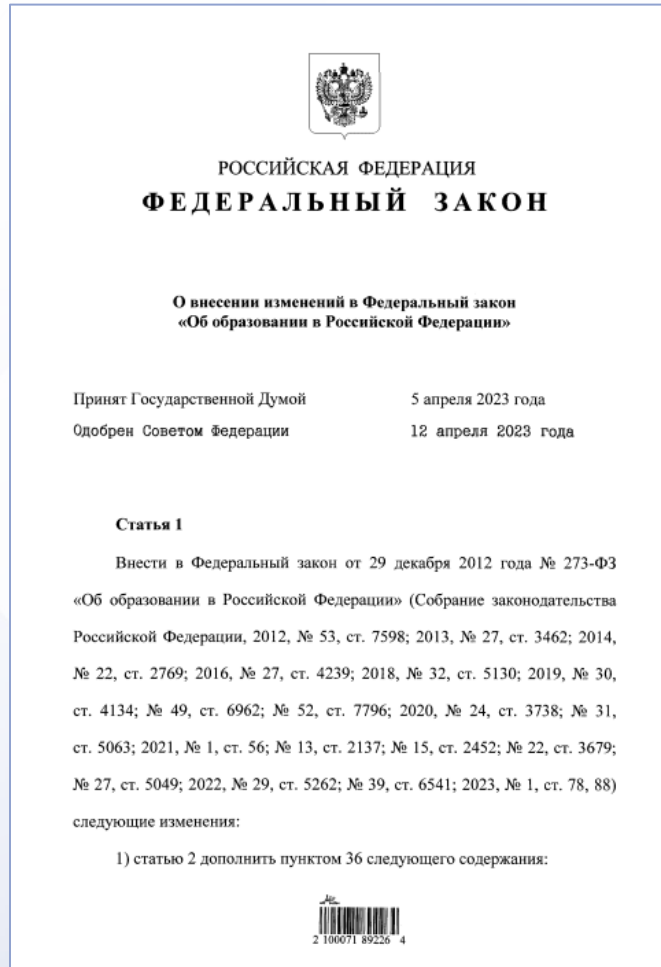 РОССИЙСКАЯ ФЕДЕРАЦИЯ
ФЕДЕРАЛЬНЫЙ ЗАКОН
О внесении изменений в Федеральный закон
«Об образовании в Российской Федерации»
Принят Государственной Думой 5 апреля 2023 года
Одобрен Советом Федерации 12 апреля 2023 года
Статья 1
Внести в Федеральный закон от 29 декабря 2012 года № 273-ФЗ
«Об образовании в Российской Федерации» (Собрание законодательства
Российской Федерации, 2012, № 53, ст. 7598; 2013, № 27, ст. 3462; 2014,
№ 22, ст. 2769; 2016, № 27, ст. 4239; 2018, № 32, ст. 5130; 2019, № 30,
ст. 4134; № 49, ст. 6962; № 52, ст. 7796; 2020, № 24, ст. 3738; № 31,
ст. 5063; 2021, № 1, ст. 56; № 13, ст. 2137; № 15, ст. 2452; № 22, ст. 3679;
№ 27, ст. 5049; 2022, № 29, ст. 5262; № 39, ст. 6541; 2023, № 1, ст. 78, 88)
следующие изменения:
1) статью 2 дополнить пунктом 36 следующего содержания:
2 100071 89226 4